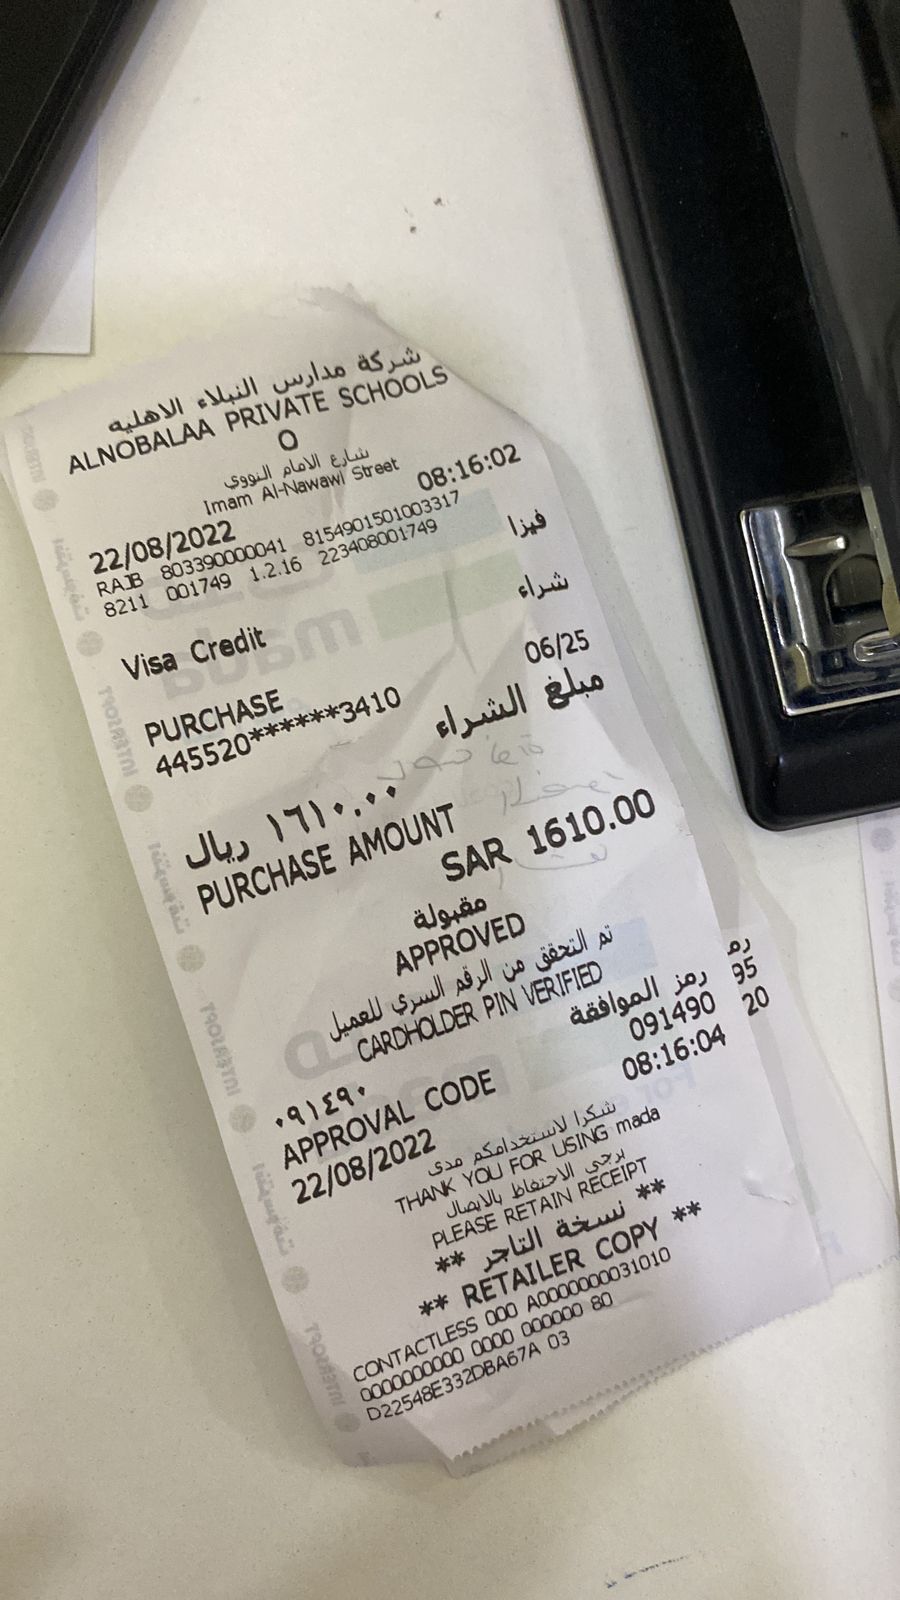 شركة مدارس النبلاء الاهليه
ALNOBALAA PRIVATE SCHOOLS
O
شارع الامام النووي
Imam Al-Nawawi Street
22/08/2022 08:16:02
RAJB 803390000041 8154901501003317
8211 001749 1.2.16 223408001749
فيزا
Visa Credit
شراء
PURCHASE
445520******3410 06/25
مبلغ الشراء
١٦١٠.٠٠ ريال
PURCHASE AMOUNT
SAR 1610.00
مقبولة
APPROVED
تم التحقق من الرقم السري للعميل
CARDHOLDER PIN VERIFIED
رمز الموافقة
٠٩١٤٩٠
APPROVAL CODE 091490
22/08/2022 08:16:04
شكرا لاستخدامكم مدى
THANK YOU FOR USING mada
يرجى الاحتفاظ بالايصال
PLEASE RETAIN RECEIPT
** نسخة التاجر **
** RETAILER COPY **
CONTACTLESS 000 A0000000031010
0000000000 0000 000000 80
D22548E332DBA67A 03
رمز
95
20